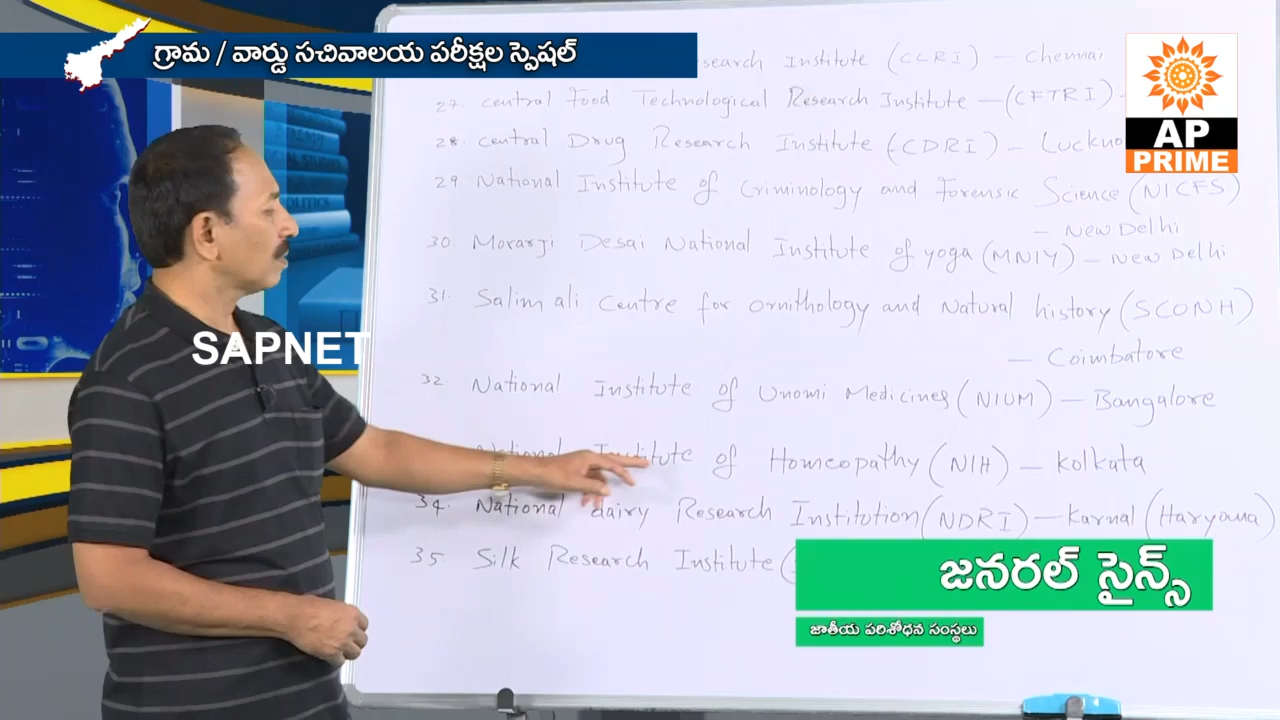 గ్రామ / వార్డు సచివాలయ పరీక్షల స్పెషల్
AP
PRIME
SAPNET
search Institute (CLRI) - Chennai
27. Central Food Technological Research Institute - (CFTRI) -
28. Central Drug Research Institute (CDRI) -
29. National Institute of Criminology and Forensic Science (NICFS)
- New Delhi
30. Morarji Desai National Institute of yoga (MNIY) - New Delhi
31. Salim ali Centre for Ornithology and Natural history (SCONH)
- Coimbatore
32. National Institute of Unomi Medicines (NIUM) - Bangalore
National Institute of Homeopathy (NIH) - Kolkata
34. National dairy Research Institution (NDRI) - Karnal (Haryana)
35. Silk Research Institute (
జనరల్ సైన్స్
జాతీయ పరిశోధన సంస్థలు